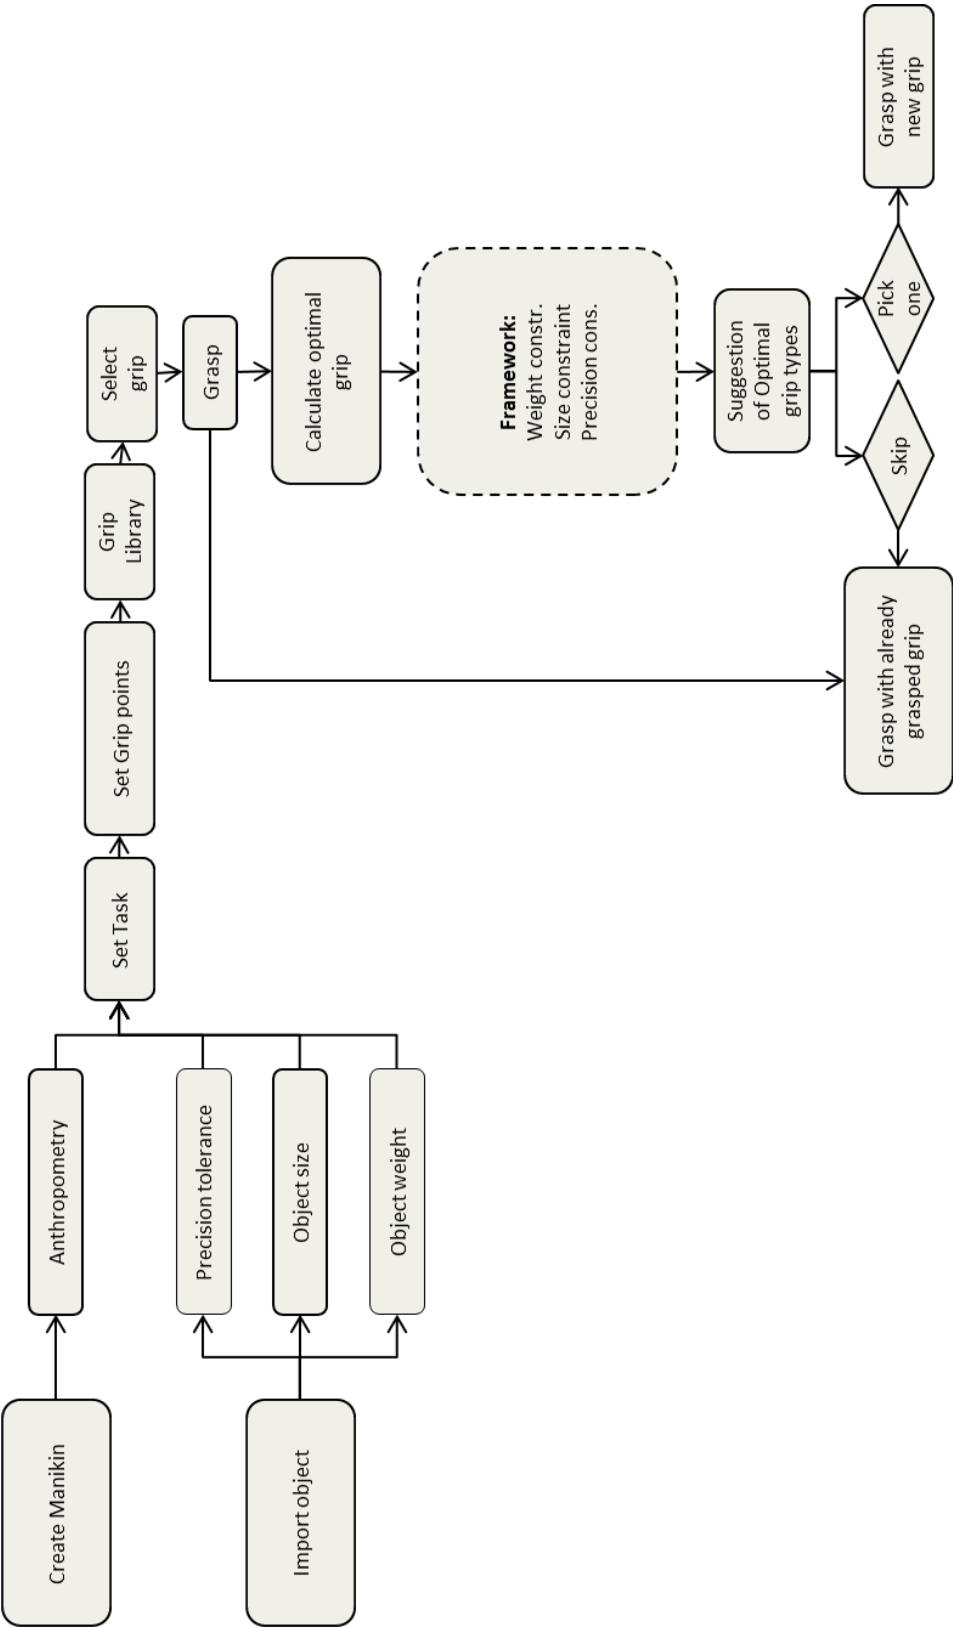 Create Manikin
Import object
Anthropometry
Precision tolerance
Object size
Object weight
Set Task
Set Grip points
Grip
Library
Select
grip
Grasp
Calculate optimal
grip
Framework:
Weight constr.
Size constraint
Precision cons.
Suggestion
of Optimal
grip types
Skip
Pick
one
Grasp with already
grasped grip
Grasp with
new grip